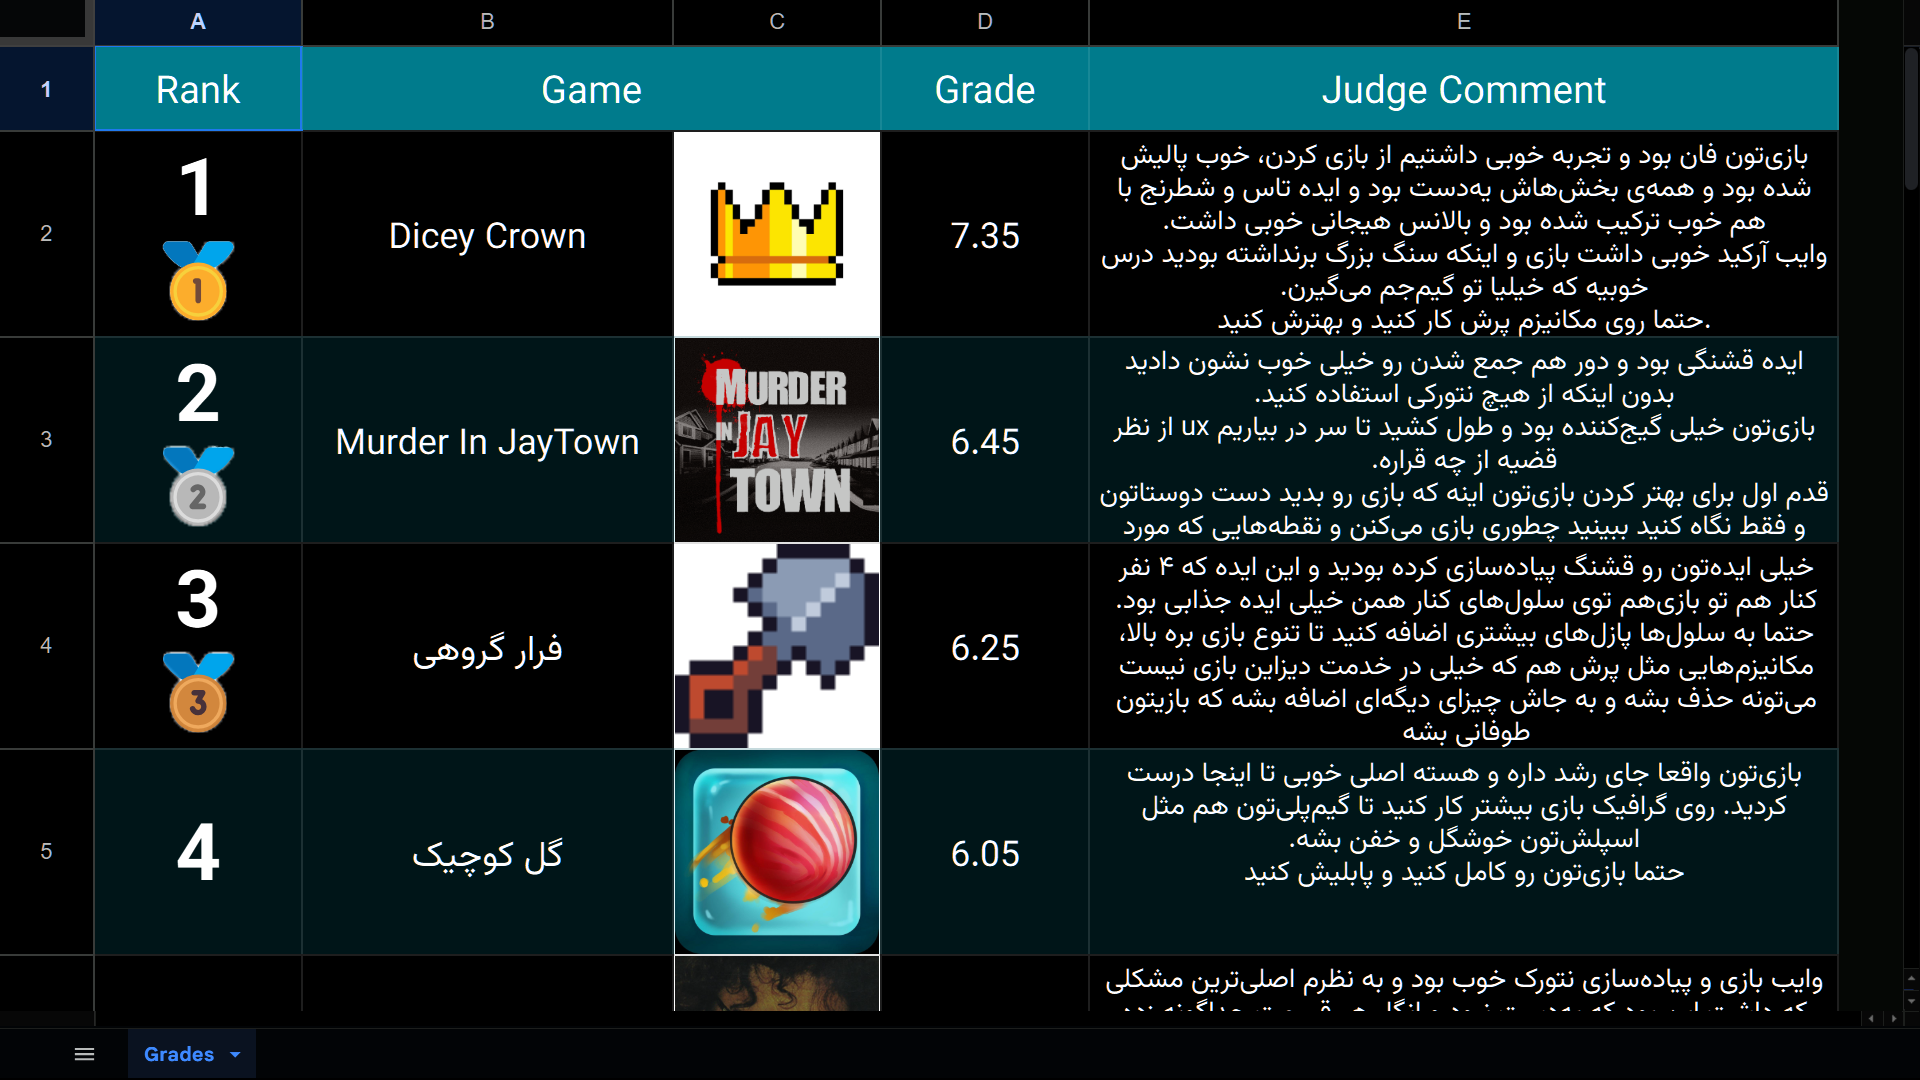 A B C D E
1 Rank Game Grade Judge Comment
2
1
1
Dicey Crown
7.35
بازی‌تون فان بود و تجربه خوبی داشتیم از بازی کردن، خوب پالیش
شده بود و همه‌ی بخش‌هاش یه‌دست بود و ایده تاس و شطرنج با
هم خوب ترکیب شده بود و بالانس هیجانی خوبی داشت.
وایب آرکید خوبی داشت بازی و اینکه سنگ بزرگ برنداشته بودید درس
خوبیه که خیلیا تو گیم‌جم می‌گیرن.
.حتما روی مکانیزم پرش کار کنید و بهترش کنید
3
2
2
Murder In JayTown
MURDER
IN JAY
TOWN
6.45
ایده قشنگی بود و دور هم جمع شدن رو خیلی خوب نشون دادید
بدون اینکه از هیچ نتورکی استفاده کنید.
بازی‌تون خیلی گیج‌کننده بود و طول کشید تا سر در بیاریم ux از نظر
قضیه از چه قراره.
قدم اول برای بهتر کردن بازی‌تون اینه که بازی رو بدید دست دوستاتون
و فقط نگاه کنید ببینید چطوری بازی می‌کنن و نقطه‌هایی که مورد
4
3
3
فرار گروهی
6.25
خیلی ایده‌تون رو قشنگ پیاده‌سازی کرده بودید و این ایده که ۴ نفر
کنار هم تو بازی‌هم توی سلول‌های کنار همن خیلی ایده جذابی بود.
حتما به سلول‌ها پازل‌های بیشتری اضافه کنید تا تنوع بازی بره بالا،
مکانیزم‌هایی مثل پرش هم که خیلی در خدمت دیزاین بازی نیست
می‌تونه حذف بشه و به جاش چیزای دیگه‌ای اضافه بشه که بازیتون
طوفانی بشه
5
4
گل کوچیک
6.05
بازی‌تون واقعا جای رشد داره و هسته اصلی خوبی تا اینجا درست
کردید. روی گرافیک بازی بیشتر کار کنید تا گیم‌پلی‌تون هم مثل
اسپلش‌تون خوشگل و خفن بشه.
حتما بازی‌تون رو کامل کنید و پابلیش کنید
وایب بازی و پیاده‌سازی نتورک خوب بود و به نظرم اصلی‌ترین مشکلی
Grades